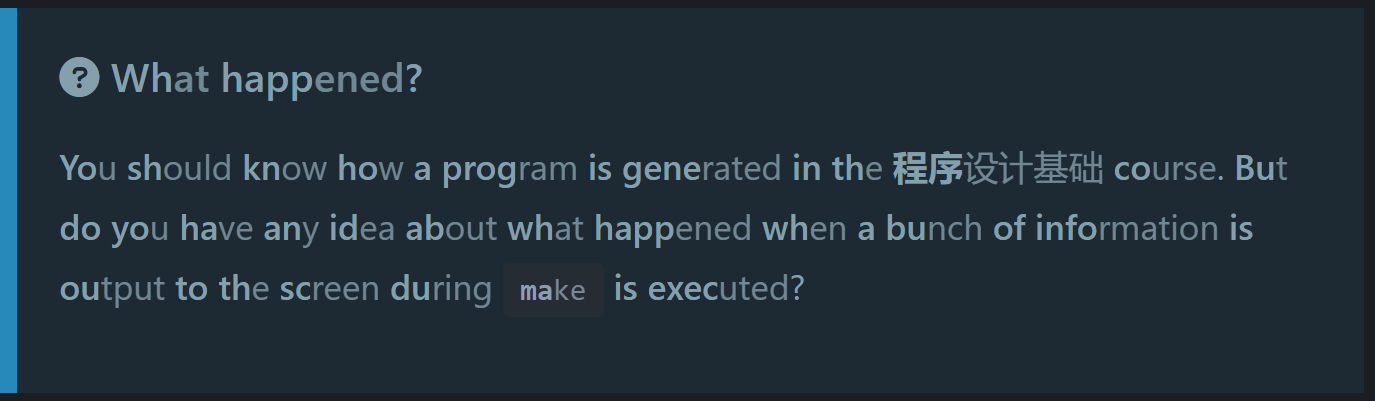 What happened?
You should know how a program is generated in the 程序设计基础 course. But
do you have any idea about what happened when a bunch of information is
output to the screen during make is executed?